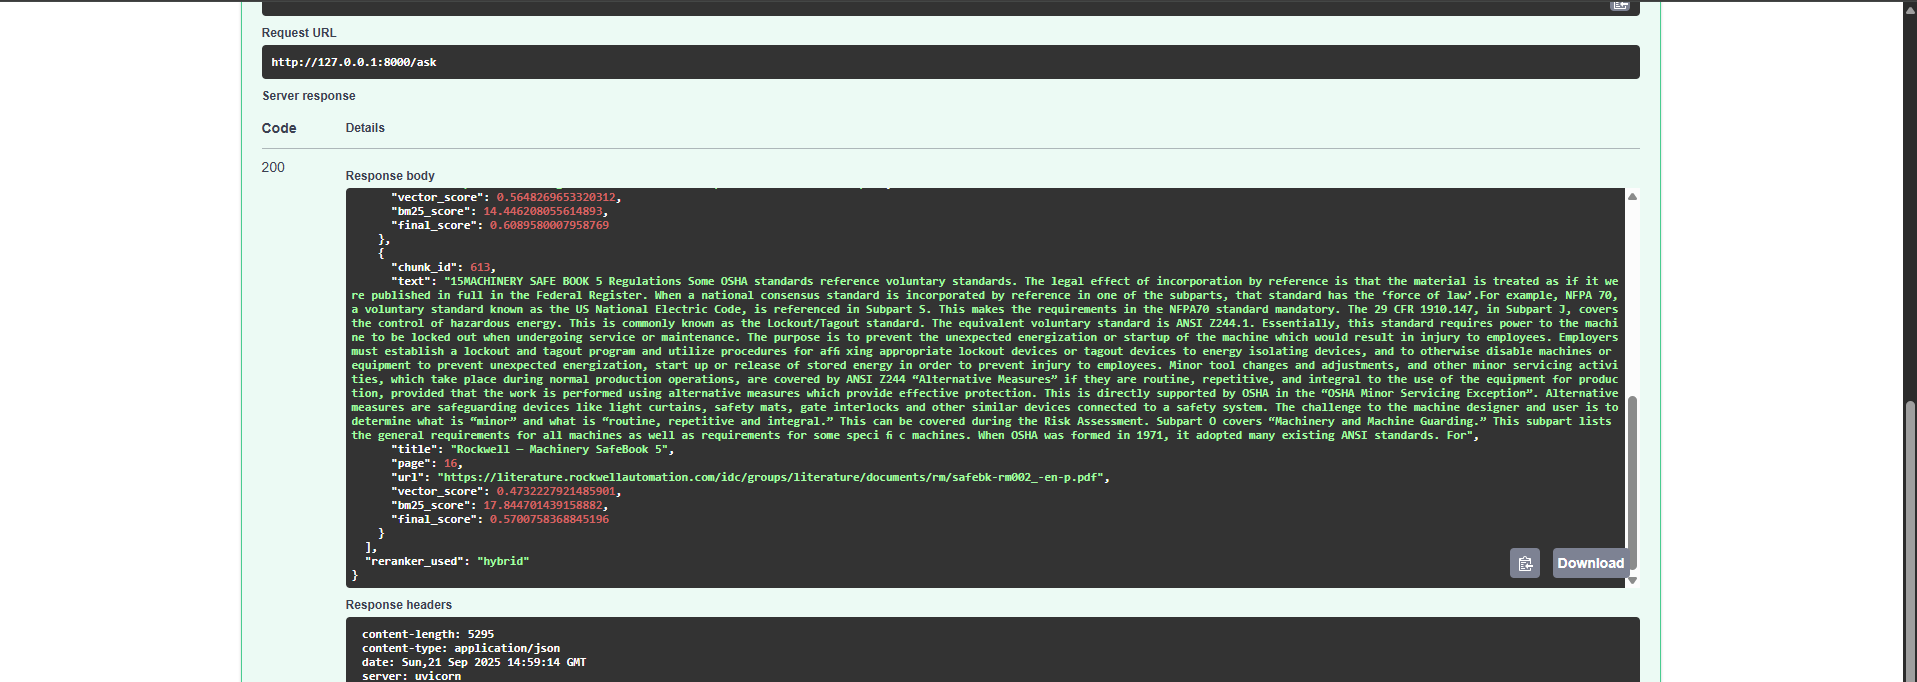 Request URL
http://127.0.0.1:8000/ask
Server response
Code Details
200
Response body
"vector_score": 0.5648269653320312,
"bm25_score": 14.446208055614893,
"final_score": 0.6089580007958769
},
{
"chunk_id": 613,
"text": "15MACHINERY SAFE BOOK 5 Regulations Some OSHA standards reference voluntary standards. The legal effect of incorporation by reference is that the material is treated as if it we
re published in full in the Federal Register. When a national consensus standard is incorporated by reference in one of the subparts, that standard has the ‘force of law’.For example, NFPA 70,
a voluntary standard known as the US National Electric Code, is referenced in Subpart S. This makes the requirements in the NFPA70 standard mandatory. The 29 CFR 1910.147, in Subpart J, covers
the control of hazardous energy. This is commonly known as the Lockout/Tagout standard. The equivalent voluntary standard is ANSI Z244.1. Essentially, this standard requires power to the machi
ne to be locked out when undergoing service or maintenance. The purpose is to prevent the unexpected energization or startup of the machine which would result in injury to employees. Employers
must establish a lockout and tagout program and utilize procedures for affi xing appropriate lockout devices or tagout devices to energy isolating devices, and to otherwise disable machines or
equipment to prevent unexpected energization, start up or release of stored energy in order to prevent injury to employees. Minor tool changes and adjustments, and other minor servicing activi
ties, which take place during normal production operations, are covered by ANSI Z244 “Alternative Measures” if they are routine, repetitive, and integral to the use of the equipment for produc
tion, provided that the work is performed using alternative measures which provide effective protection. This is directly supported by OSHA in the “OSHA Minor Servicing Exception”. Alternative
measures are safeguarding devices like light curtains, safety mats, gate interlocks and other similar devices connected to a safety system. The challenge to the machine designer and user is to
determine what is “minor” and what is “routine, repetitive and integral.” This can be covered during the Risk Assessment. Subpart O covers “Machinery and Machine Guarding.” This subpart lists
the general requirements for all machines as well as requirements for some speci fi c machines. When OSHA was formed in 1971, it adopted many existing ANSI standards. For",
"title": "Rockwell — Machinery SafeBook 5",
"page": 16,
"url": "https://literature.rockwellautomation.com/idc/groups/literature/documents/rm/safebk-rm002_-en-p.pdf",
"vector_score": 0.4732227921485901,
"bm25_score": 17.844701439158882,
"final_score": 0.5700758368845196
}
],
"reranker_used": "hybrid"
}
Download
Response headers
content-length: 5295
content-type: application/json
date: Sun,21 Sep 2025 14:59:14 GMT
server: uvicorn